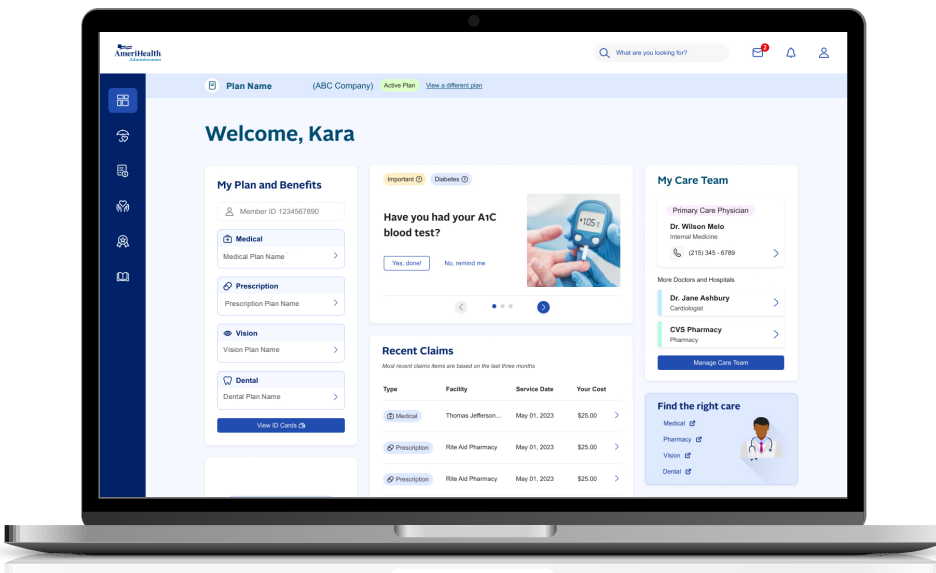 AmeriHealth
Administrators
What are you looking for?
2
Plan Name
(ABC Company)
Active Plan
View a different plan
Welcome, Kara
My Plan and Benefits
Member ID 1234567890
Medical
Medical Plan Name
Prescription
Prescription Plan Name
Vision
Vision Plan Name
Dental
Dental Plan Name
View ID Cards
Important
Diabetes
Have you had your A1C
blood test?
Yes, done!
No, remind me
Recent Claims
Most recent claims items are based on the last three months
Type Facility Service Date Your Cost
Medical Thomas Jefferson... May 01, 2023 $25.00
Prescription Rite Aid Pharmacy May 01, 2023 $25.00
Prescription Rite Aid Pharmacy May 01, 2023 $25.00
My Care Team
Primary Care Physician
Dr. Wilson Melo
Internal Medicine
(215) 345 - 6789
More Doctors and Hospitals
Dr. Jane Ashbury
Cardiologist
CVS Pharmacy
Pharmacy
Manage Care Team
Find the right care
Medical
Pharmacy
Vision
Dental